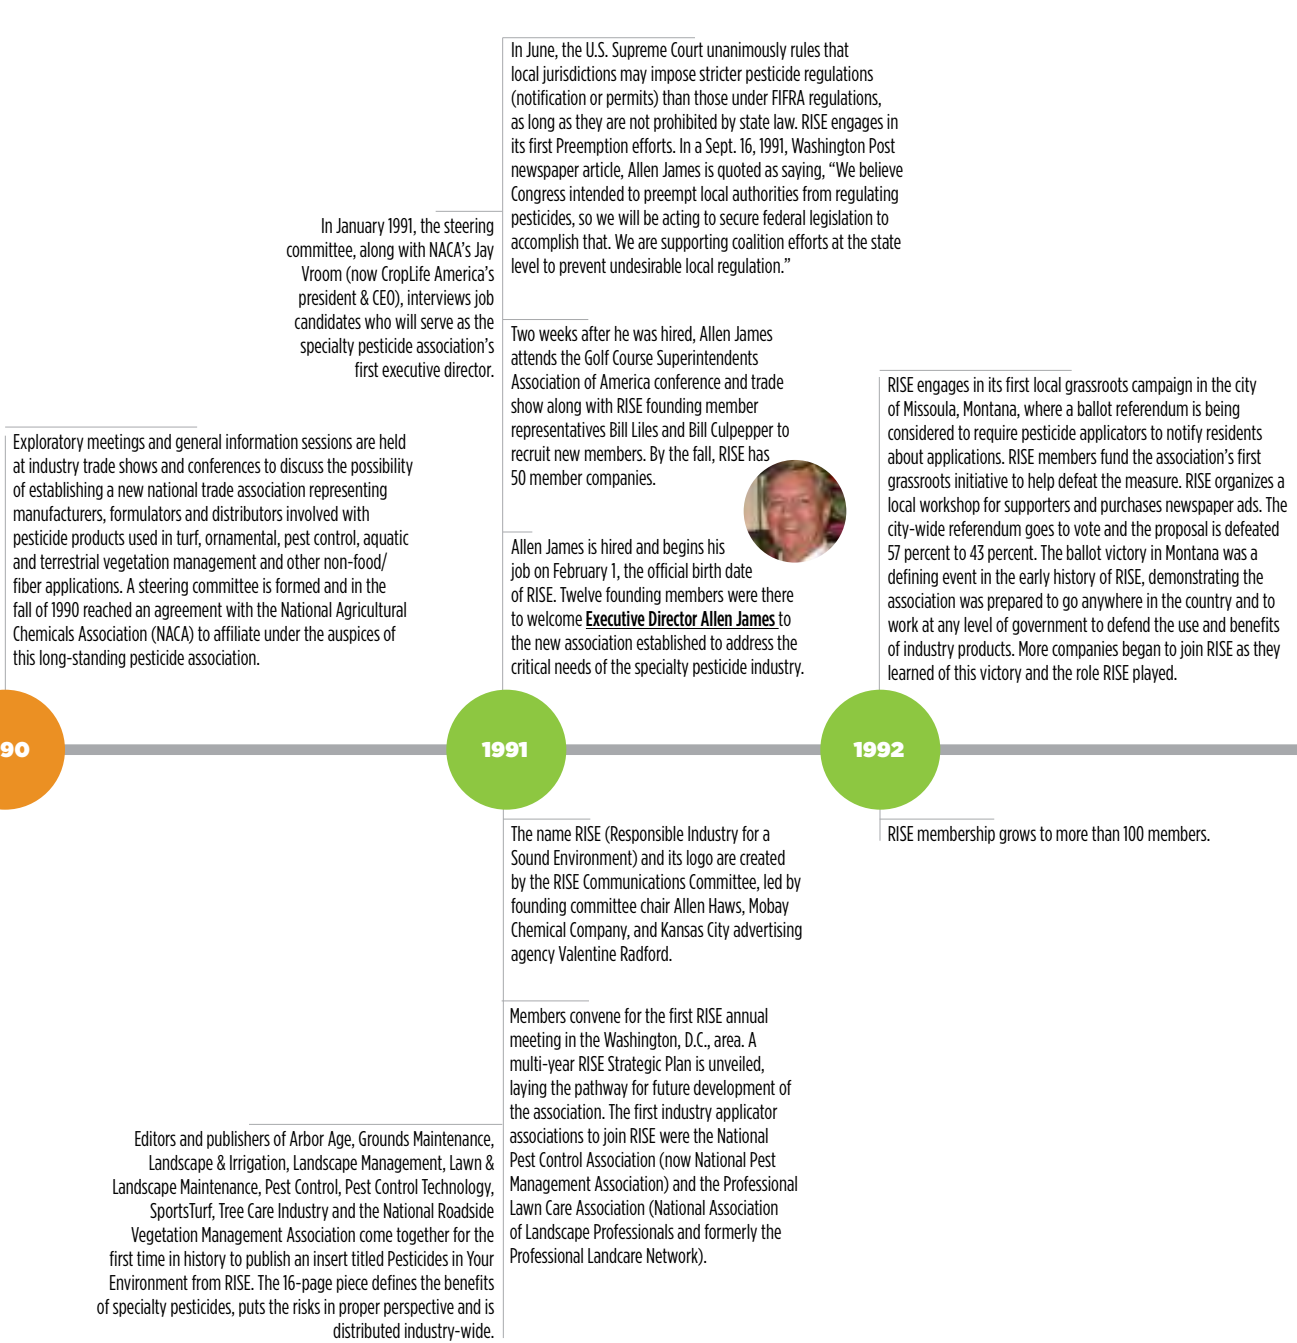 In June, the U.S. Supreme Court unanimously rules that
local jurisdictions may impose stricter pesticide regulations
(notification or permits) than those under FIFRA regulations,
as long as they are not prohibited by state law. RISE engages in
its first Preemption efforts. In a Sept. 16, 1991, Washington Post
newspaper article, Allen James is quoted as saying, “We believe
Congress intended to preempt local authorities from regulating
pesticides, so we will be acting to secure federal legislation to
accomplish that. We are supporting coalition efforts at the state
level to prevent undesirable local regulation.”
In January 1991, the steering
committee, along with NACA’s Jay
Vroom (now CropLife America’s
president & CEO), interviews job
candidates who will serve as the
specialty pesticide association’s
first executive director.
Two weeks after he was hired, Allen James
attends the Golf Course Superintendents
Association of America conference and trade
show along with RISE founding member
representatives Bill Liles and Bill Culpepper to
recruit new members. By the fall, RISE has
50 member companies.
Allen James is hired and begins his
job on February 1, the official birth date
of RISE. Twelve founding members were there
to welcome Executive Director Allen James to
the new association established to address the
critical needs of the specialty pesticide industry.
Exploratory meetings and general information sessions are held
at industry trade shows and conferences to discuss the possibility
of establishing a new national trade association representing
manufacturers, formulators and distributors involved with
pesticide products used in turf, ornamental, pest control, aquatic
and terrestrial vegetation management and other non-food/
fiber applications. A steering committee is formed and in the
fall of 1990 reached an agreement with the National Agricultural
Chemicals Association (NACA) to affiliate under the auspices of
this long-standing pesticide association.
RISE engages in its first local grassroots campaign in the city
of Missoula, Montana, where a ballot referendum is being
considered to require pesticide applicators to notify residents
about applications. RISE members fund the association’s first
grassroots initiative to help defeat the measure. RISE organizes a
local workshop for supporters and purchases newspaper ads. The
city-wide referendum goes to vote and the proposal is defeated
57 percent to 43 percent. The ballot victory in Montana was a
defining event in the early history of RISE, demonstrating the
association was prepared to go anywhere in the country and to
work at any level of government to defend the use and benefits
of industry products. More companies began to join RISE as they
learned of this victory and the role RISE played.
90
1991
1992
The name RISE (Responsible Industry for a
Sound Environment) and its logo are created
by the RISE Communications Committee, led by
founding committee chair Allen Haws, Mobay
Chemical Company, and Kansas City advertising
agency Valentine Radford.
RISE membership grows to more than 100 members.
Members convene for the first RISE annual
meeting in the Washington, D.C., area. A
multi-year RISE Strategic Plan is unveiled,
laying the pathway for future development of
the association. The first industry applicator
associations to join RISE were the National
Pest Control Association (now National Pest
Management Association) and the Professional
Lawn Care Association (National Association
of Landscape Professionals and formerly the
Professional Landcare Network).
Editors and publishers of Arbor Age, Grounds Maintenance,
Landscape & Irrigation, Landscape Management, Lawn &
Landscape Maintenance, Pest Control, Pest Control Technology,
SportsTurf, Tree Care Industry and the National Roadside
Vegetation Management Association come together for the
first time in history to publish an insert titled Pesticides in Your
Environment from RISE. The 16-page piece defines the benefits
of specialty pesticides, puts the risks in proper perspective and is
distributed industry-wide.